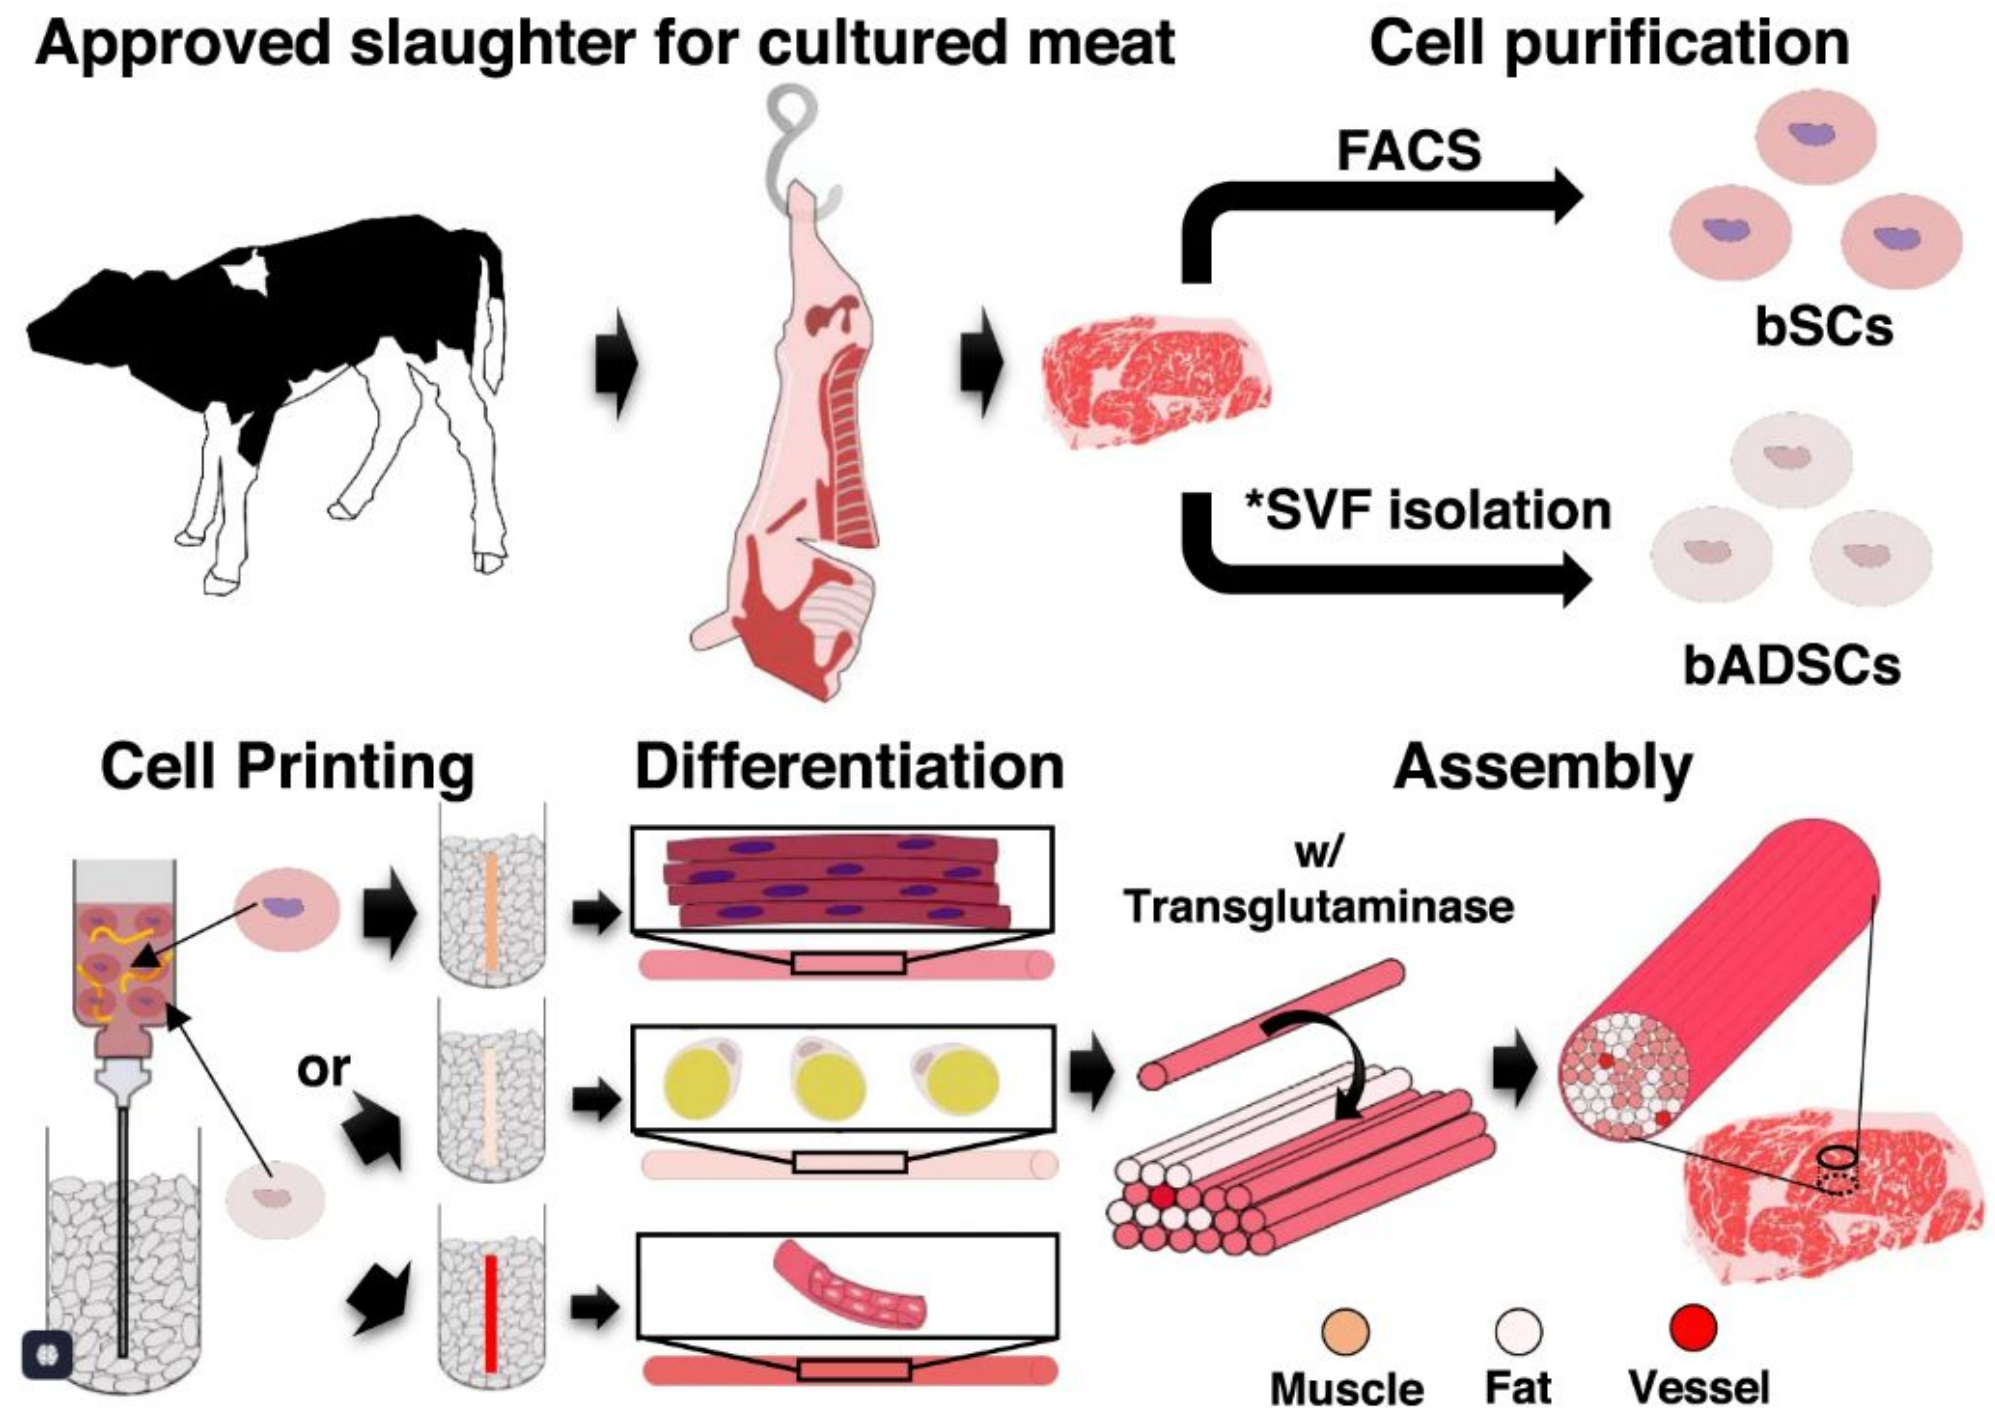 Approved slaughter for cultured meat
Cell purification
FACS
bSCs
*SVF isolation
bADSCs
Cell Printing
Differentiation
Assembly
w/
Transglutaminase
or
Muscle
Fat
Vessel